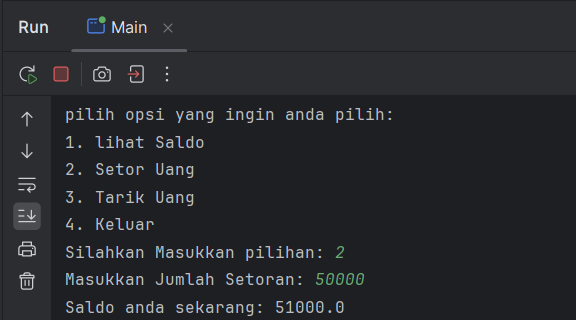 Run Main
pilih opsi yang ingin anda pilih:
1. lihat Saldo
2. Setor Uang
3. Tarik Uang
4. Keluar
Silahkan Masukkan pilihan: 2
Masukkan Jumlah Setoran: 50000
Saldo anda sekarang: 51000.0